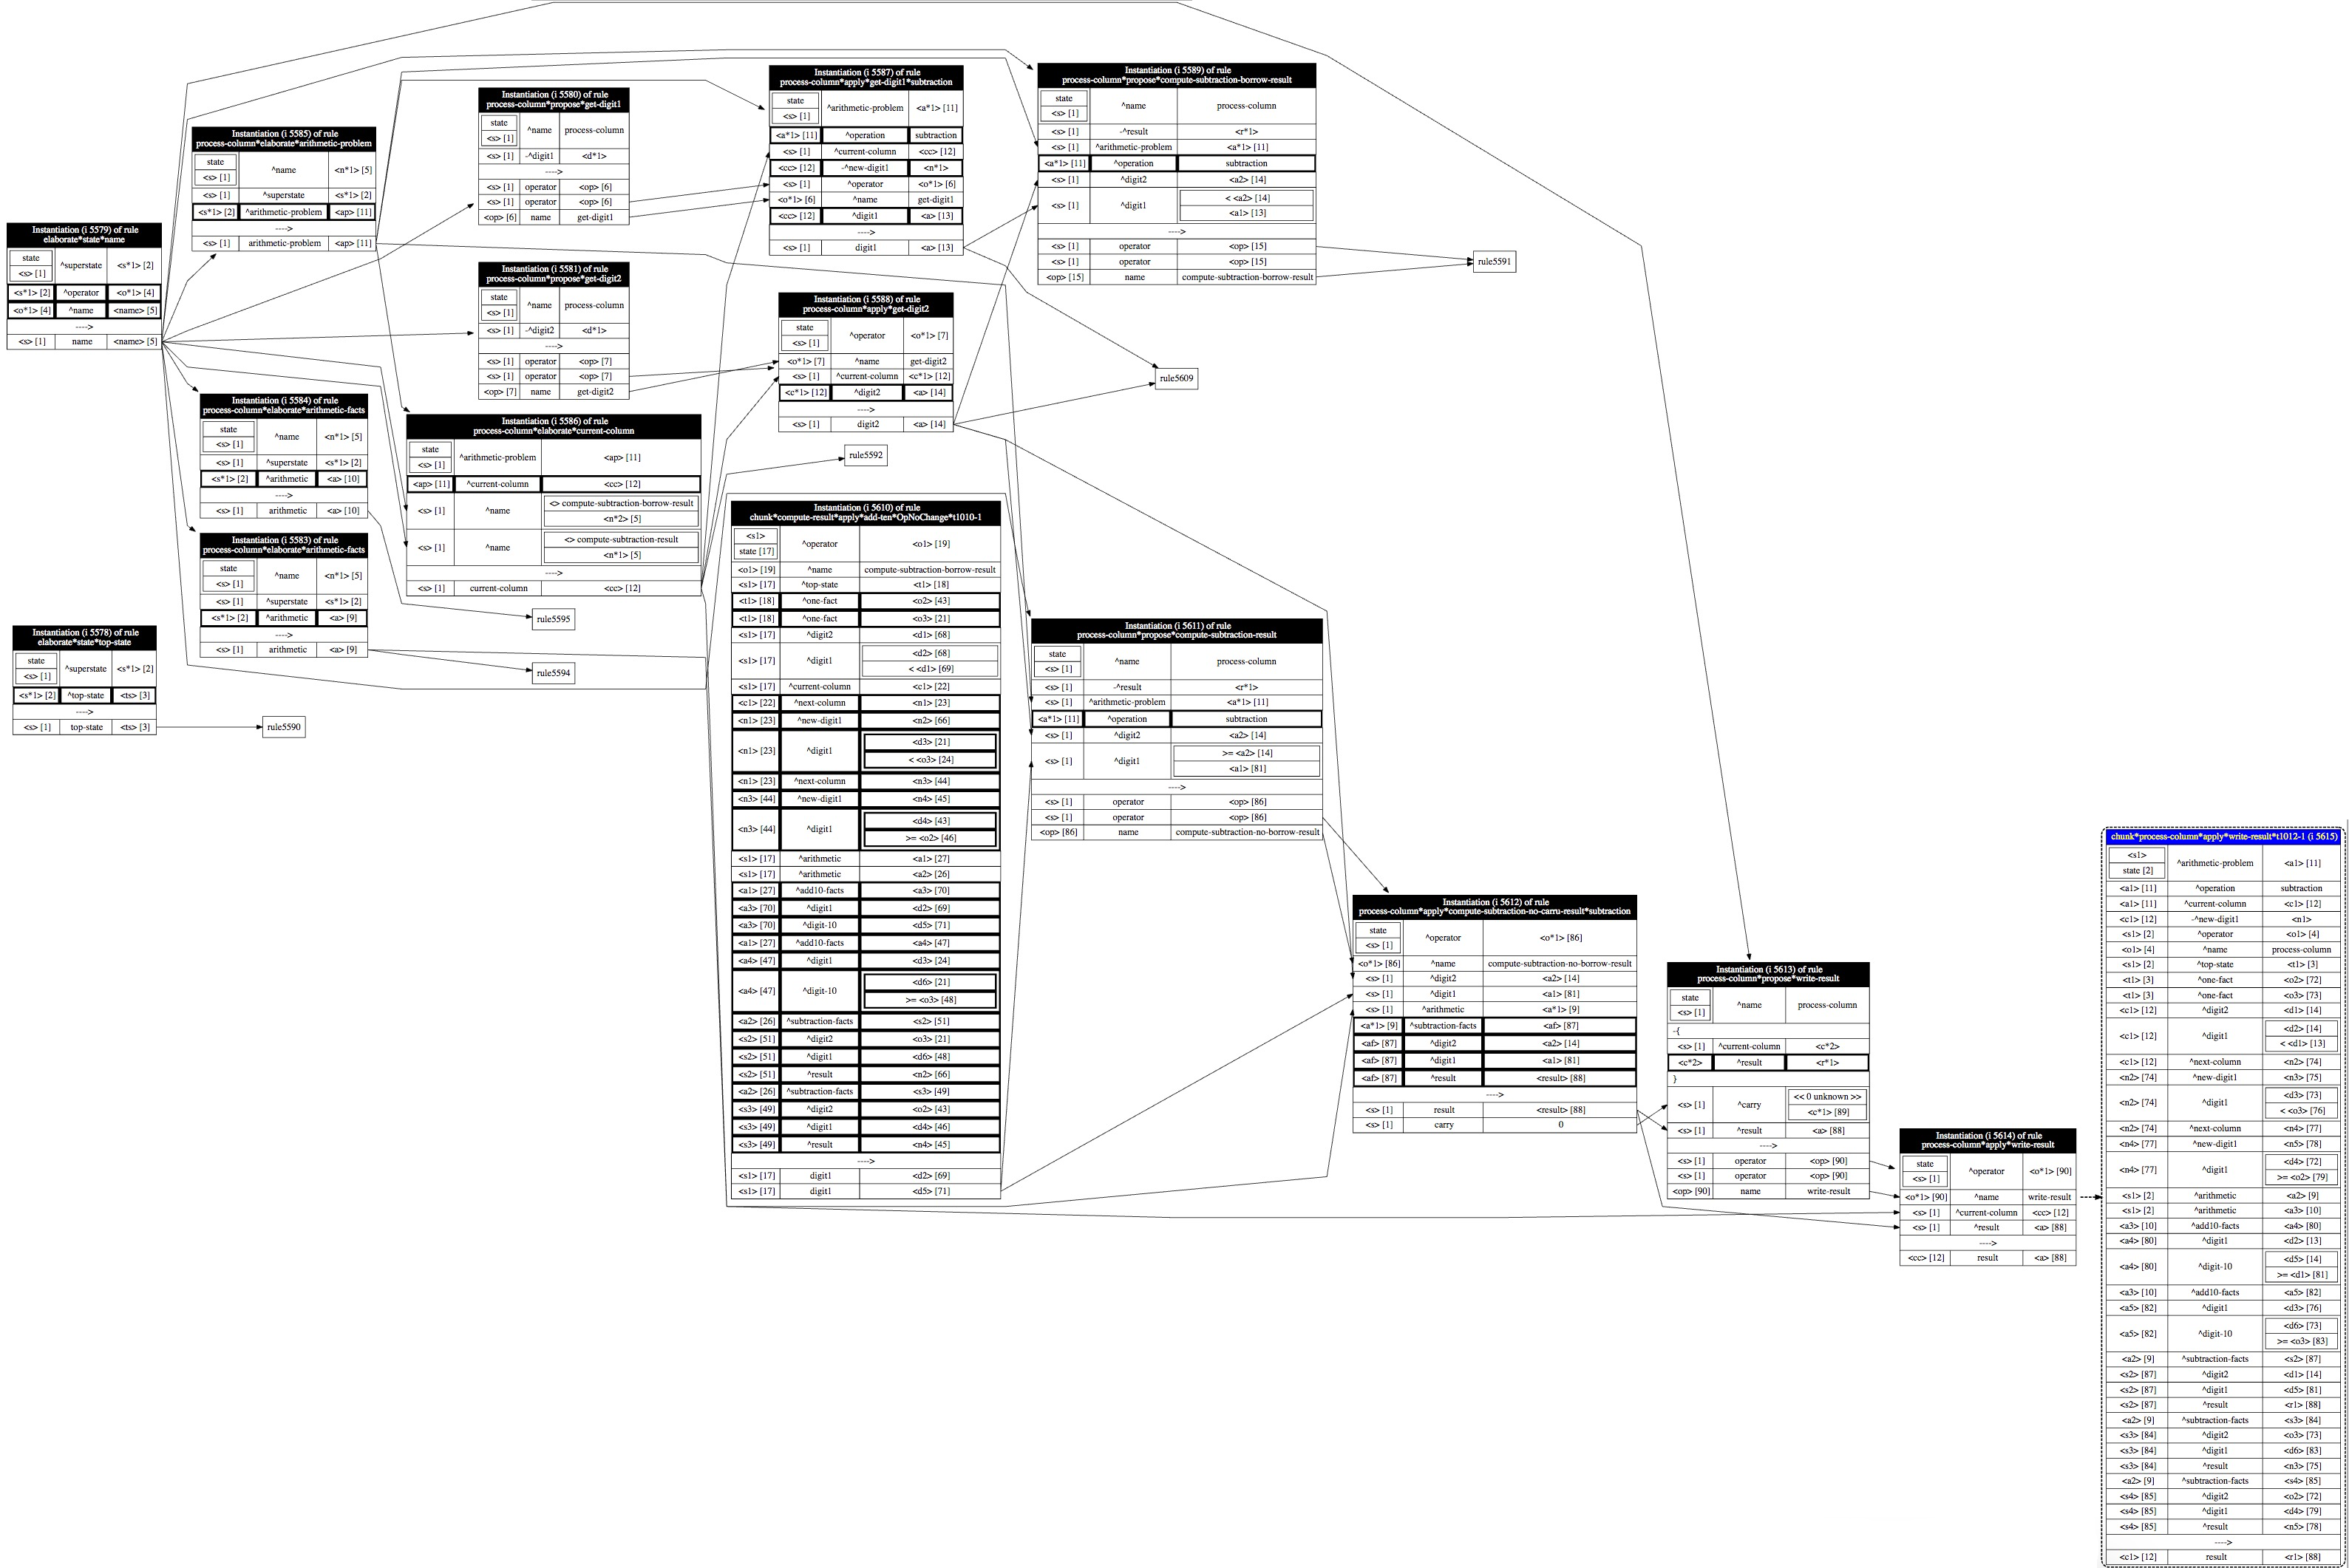 Instantiation (i 5579) of rule
elaborate*state*name
state
<s> [1]
^superstate <s*1> [2]
<s*1> [2] ^operator <o*1> [4]
<o*1> [4] ^name <name> [5]
---->
<s> [1] name <name> [5]
Instantiation (i 5578) of rule
elaborate*state*top-state
state
<s> [1]
^superstate <s*1> [2]
<s*1> [2] ^top-state <ts> [3]
---->
<s> [1] top-state <ts> [3]
rule5590
Instantiation (i 5585) of rule
process-column*elaborate*arithmetic-problem
state
<s> [1]
^name <n*1> [5]
<s> [1] ^superstate <s*1> [2]
<s*1> [2] ^arithmetic-problem <ap> [11]
---->
<s> [1] arithmetic-problem <ap> [11]
Instantiation (i 5584) of rule
process-column*elaborate*arithmetic-facts
state
<s> [1]
^name <n*1> [5]
<s> [1] ^superstate <s*1> [2]
<s*1> [2] ^arithmetic <a> [10]
---->
<s> [1] arithmetic <a> [10]
Instantiation (i 5583) of rule
process-column*elaborate*arithmetic-facts
state
<s> [1]
^name <n*1> [5]
<s> [1] ^superstate <s*1> [2]
<s*1> [2] ^arithmetic <a> [9]
---->
<s> [1] arithmetic <a> [9]
Instantiation (i 5580) of rule
process-column*propose*get-digit1
state
<s> [1]
^name process-column
<s> [1] -^digit1 <d*1>
---->
<s> [1] operator <op> [6]
<s> [1] operator <op> [6]
<op> [6] name get-digit1
Instantiation (i 5581) of rule
process-column*propose*get-digit2
state
<s> [1]
^name process-column
<s> [1] -^digit2 <d*1>
---->
<s> [1] operator <op> [7]
<s> [1] operator <op> [7]
<op> [7] name get-digit2
Instantiation (i 5586) of rule
process-column*elaborate*current-column
state
<s> [1]
^arithmetic-problem <ap> [11]
<ap> [11] ^current-column <cc> [12]
<s> [1] ^name <> compute-subtraction-borrow-result
<n*2> [5]
<s> [1] ^name <> compute-subtraction-result
<n*1> [5]
---->
<s> [1] current-column <cc> [12]
rule5595
rule5594
Instantiation (i 5587) of rule
process-column*apply*get-digit1*subtraction
state
<s> [1]
^arithmetic-problem <a*1> [11]
<a*1> [11] ^operation subtraction
<s> [1] ^current-column <cc> [12]
<cc> [12] -^new-digit1 <n*1>
<s> [1] ^operator <o*1> [6]
<o*1> [6] ^name get-digit1
<cc> [12] ^digit1 <a> [13]
---->
<s> [1] digit1 <a> [13]
Instantiation (i 5588) of rule
process-column*apply*get-digit2
state
<s> [1]
^operator <o*1> [7]
<o*1> [7] ^name get-digit2
<s> [1] ^current-column <c*1> [12]
<c*1> [12] ^digit2 <a> [14]
---->
<s> [1] digit2 <a> [14]
rule5592
Instantiation (i 5610) of rule
chunk*compute-result*apply*add-ten*OpNoChange*t1010-1
<s1>
state [17]
^operator <o1> [19]
<o1> [19] ^name compute-subtraction-borrow-result
<s1> [17] ^top-state <t1> [18]
<t1> [18] ^one-fact <o2> [43]
<t1> [18] ^one-fact <o3> [21]
<s1> [17] ^digit2 <d1> [68]
<s1> [17] ^digit1 <d2> [68]
< <d1> [69]
<s1> [17] ^current-column <c1> [22]
<c1> [22] ^next-column <n1> [23]
<n1> [23] ^new-digit1 <n2> [66]
<n1> [23] ^digit1 <d3> [21]
< <o3> [24]
<n1> [23] ^next-column <n3> [44]
<n3> [44] ^new-digit1 <n4> [45]
<n3> [44] ^digit1 <d4> [43]
>= <o2> [46]
<s1> [17] ^arithmetic <a1> [27]
<s1> [17] ^arithmetic <a2> [26]
<a1> [27] ^add10-facts <a3> [70]
<a3> [70] ^digit1 <d2> [69]
<a3> [70] ^digit-10 <d5> [71]
<a1> [27] ^add10-facts <a4> [47]
<a4> [47] ^digit1 <d3> [24]
<a4> [47] ^digit-10 <d6> [21]
>= <o3> [48]
<a2> [26] ^subtraction-facts <s2> [51]
<s2> [51] ^digit2 <o3> [21]
<s2> [51] ^digit1 <d6> [48]
<s2> [51] ^result <n2> [66]
<a2> [26] ^subtraction-facts <s3> [49]
<s3> [49] ^digit2 <o2> [43]
<s3> [49] ^digit1 <d4> [46]
<s3> [49] ^result <n4> [45]
---->
<s1> [17] digit1 <d2> [69]
<s1> [17] digit1 <d5> [71]
Instantiation (i 5589) of rule
process-column*propose*compute-subtraction-borrow-result
state
<s> [1]
^name process-column
<s> [1] -^result <r*1>
<s> [1] ^arithmetic-problem <a*1> [11]
<a*1> [11] ^operation subtraction
<s> [1] ^digit2 <a2> [14]
<s> [1] ^digit1 < <a2> [14]
<a1> [13]
---->
<s> [1] operator <op> [15]
<s> [1] operator <op> [15]
<op> [15] name compute-subtraction-borrow-result
rule5591
rule5609
Instantiation (i 5611) of rule
process-column*propose*compute-subtraction-result
state
<s> [1]
^name process-column
<s> [1] -^result <r*1>
<s> [1] ^arithmetic-problem <a*1> [11]
<a*1> [11] ^operation subtraction
<s> [1] ^digit2 <a2> [14]
<s> [1] ^digit1 >= <a2> [14]
<a1> [81]
---->
<s> [1] operator <op> [86]
<s> [1] operator <op> [86]
<op> [86] name compute-subtraction-no-borrow-result
Instantiation (i 5612) of rule
process-column*apply*compute-subtraction-no-carru-result*subtraction
state
<s> [1]
^operator <o*1> [86]
<o*1> [86] ^name compute-subtraction-no-borrow-result
<s> [1] ^digit2 <a2> [14]
<s> [1] ^digit1 <a1> [81]
<s> [1] ^arithmetic <a*1> [9]
<a*1> [9] ^subtraction-facts <af> [87]
<af> [87] ^digit2 <a2> [14]
<af> [87] ^digit1 <a1> [81]
<af> [87] ^result <result> [88]
---->
<s> [1] result <result> [88]
<s> [1] carry 0
Instantiation (i 5613) of rule
process-column*propose*write-result
state
<s> [1]
^name process-column
-{
<s> [1] ^current-column <c*2>
<c*2> ^result <r*1>
}
<s> [1] ^carry << 0 unknown >>
<c*1> [89]
<s> [1] ^result <a> [88]
---->
<s> [1] operator <op> [90]
<s> [1] operator <op> [90]
<op> [90] name write-result
Instantiation (i 5614) of rule
process-column*apply*write-result
state
<s> [1]
^operator <o*1> [90]
<o*1> [90] ^name write-result
<s> [1] ^current-column <cc> [12]
<s> [1] ^result <a> [88]
---->
<cc> [12] result <a> [88]
chunk*process-column*apply*write-result*t1012-1 (i 5615)
<s1>
state [2]
^arithmetic-problem <a1> [11]
<a1> [11] ^operation subtraction
<a1> [11] ^current-column <c1> [12]
<c1> [12] -^new-digit1 <n1>
<s1> [2] ^operator <o1> [4]
<o1> [4] ^name process-column
<s1> [2] ^top-state <t1> [3]
<t1> [3] ^one-fact <o2> [72]
<t1> [3] ^one-fact <o3> [73]
<c1> [12] ^digit2 <d1> [14]
<c1> [12] ^digit1 <d2> [14]
< <d1> [13]
<c1> [12] ^next-column <n2> [74]
<n2> [74] ^new-digit1 <n3> [75]
<n2> [74] ^digit1 <d3> [73]
< <o3> [76]
<n2> [74] ^next-column <n4> [77]
<n4> [77] ^new-digit1 <n5> [78]
<n4> [77] ^digit1 <d4> [72]
>= <o2> [79]
<s1> [2] ^arithmetic <a2> [9]
<s1> [2] ^arithmetic <a3> [10]
<a3> [10] ^add10-facts <a4> [80]
<a4> [80] ^digit1 <d2> [13]
<a4> [80] ^digit-10 <d5> [14]
>= <d1> [81]
<a3> [10] ^add10-facts <a5> [82]
<a5> [82] ^digit1 <d3> [76]
<a5> [82] ^digit-10 <d6> [73]
>= <o3> [83]
<a2> [9] ^subtraction-facts <s2> [87]
<s2> [87] ^digit2 <d1> [14]
<s2> [87] ^digit1 <d5> [81]
<s2> [87] ^result <r1> [88]
<a2> [9] ^subtraction-facts <s3> [84]
<s3> [84] ^digit2 <o3> [73]
<s3> [84] ^digit1 <d6> [83]
<s3> [84] ^result <n3> [75]
<a2> [9] ^subtraction-facts <s4> [85]
<s4> [85] ^digit2 <o2> [72]
<s4> [85] ^digit1 <d4> [79]
<s4> [85] ^result <n5> [78]
---->
<c1> [12] result <r1> [88]